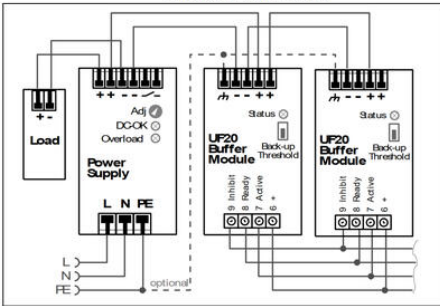 + -
Load
+ + - -
Adj
DC-OK
Overload
Power
Supply
L N PE
- - + +
Status
UF20
Buffer
Module
Back-up
Threshold
9 Inhibit
8 Ready
7 Active
6 +
- - + +
Status
UF20
Buffer
Module
Back-up
Threshold
9 Inhibit
8 Ready
7 Active
6 +
L
N
PE
optional